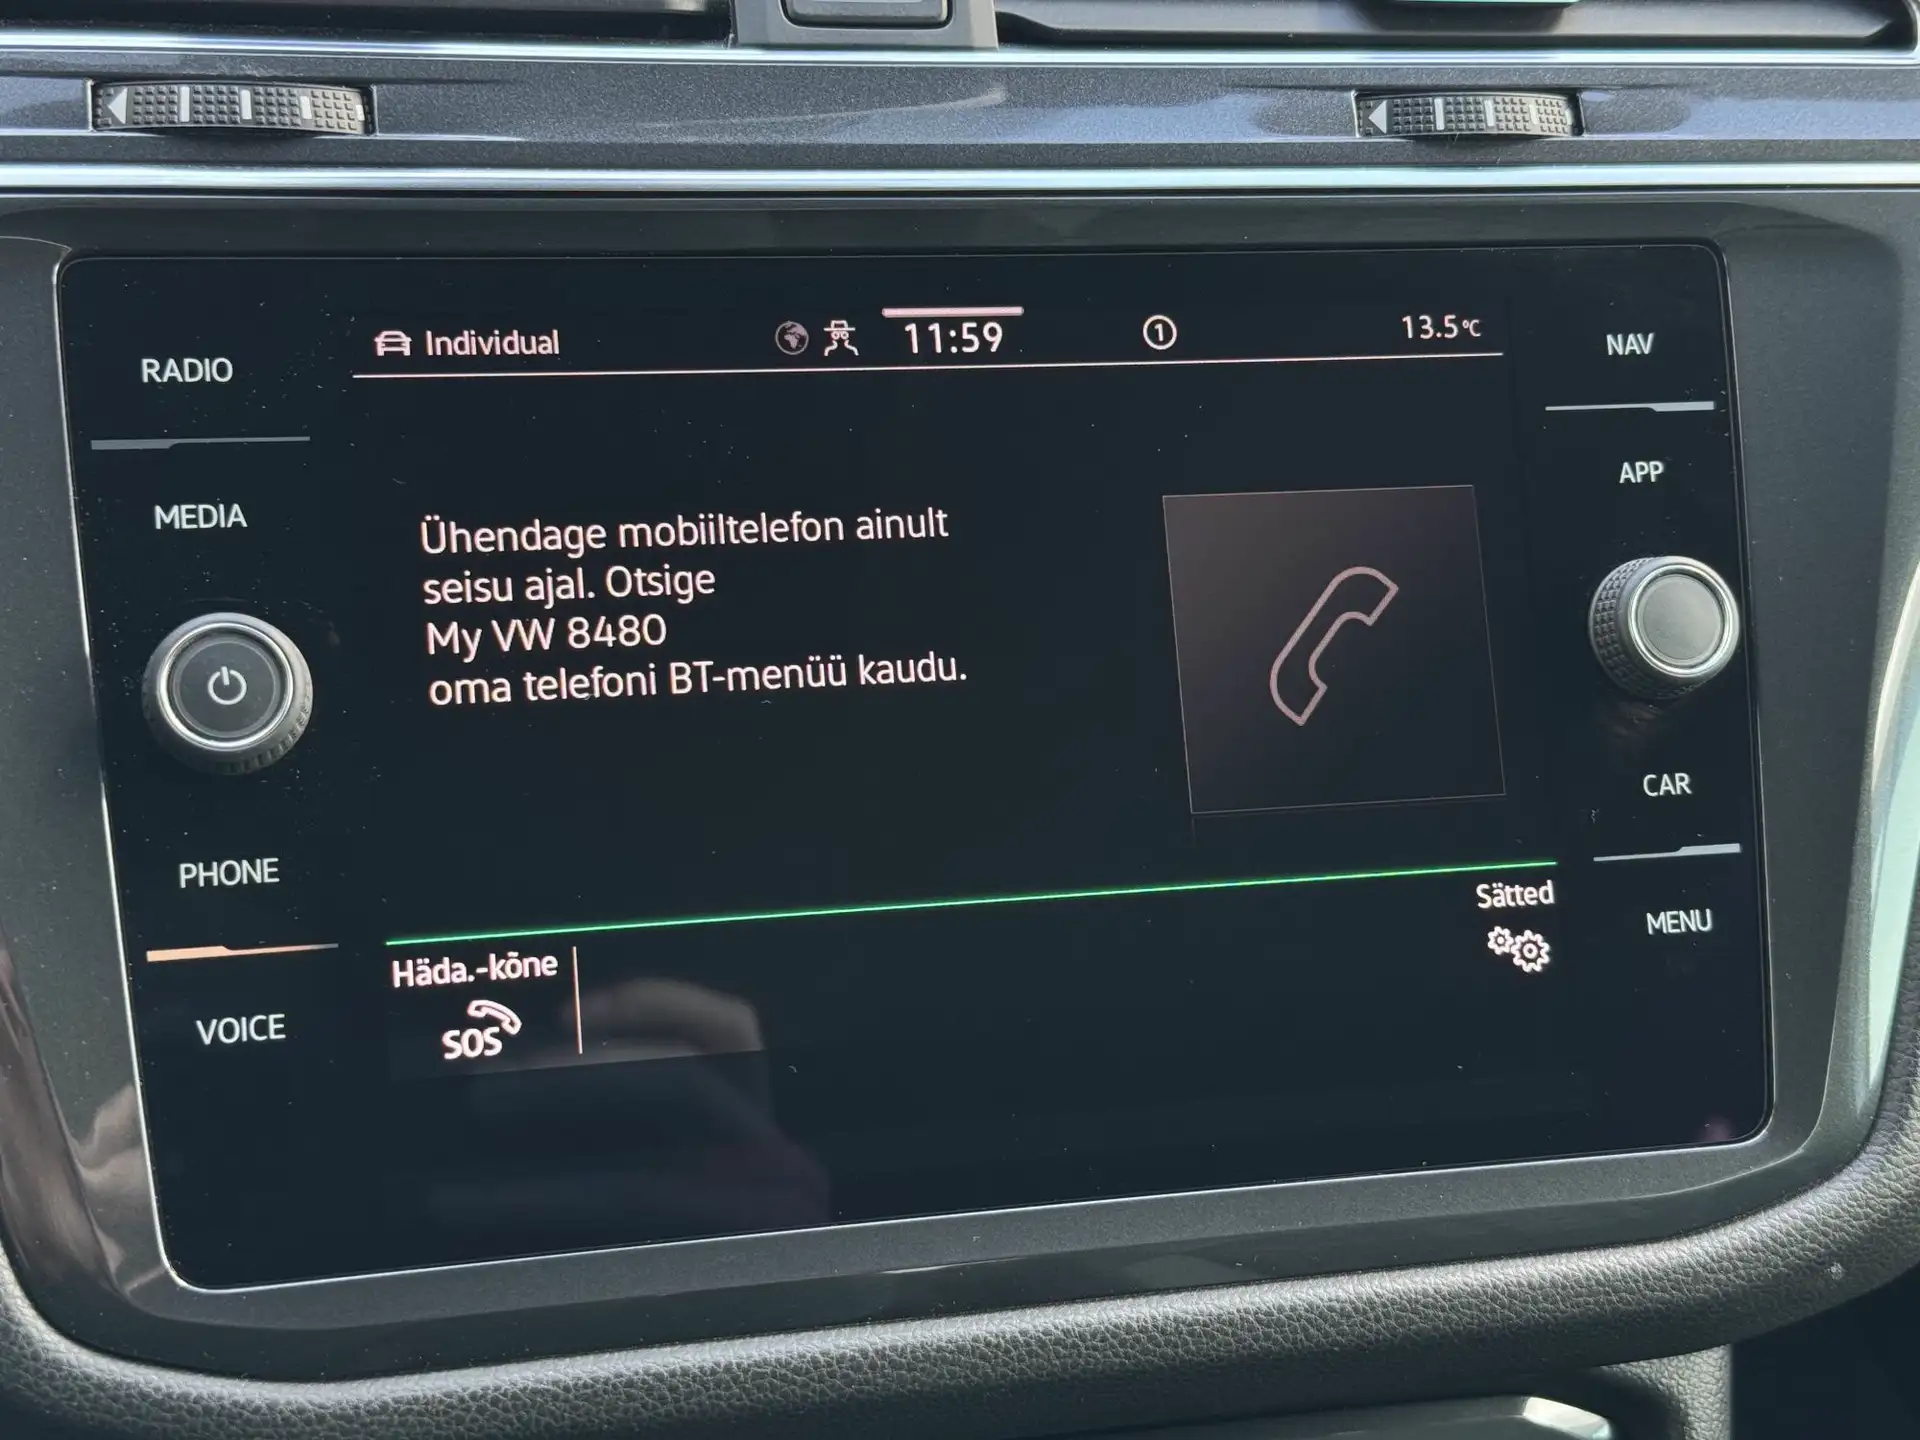 Individual 11:59 1 13.5°C
RADIO
MEDIA
PHONE
VOICE
Ühendage mobiiltelefon ainult
seisu ajal. Otsige
My VW 8480
oma telefoni BT-menüü kaudu.
Häda.-kõne
SOS
Sätted
NAV
APP
CAR
MENU